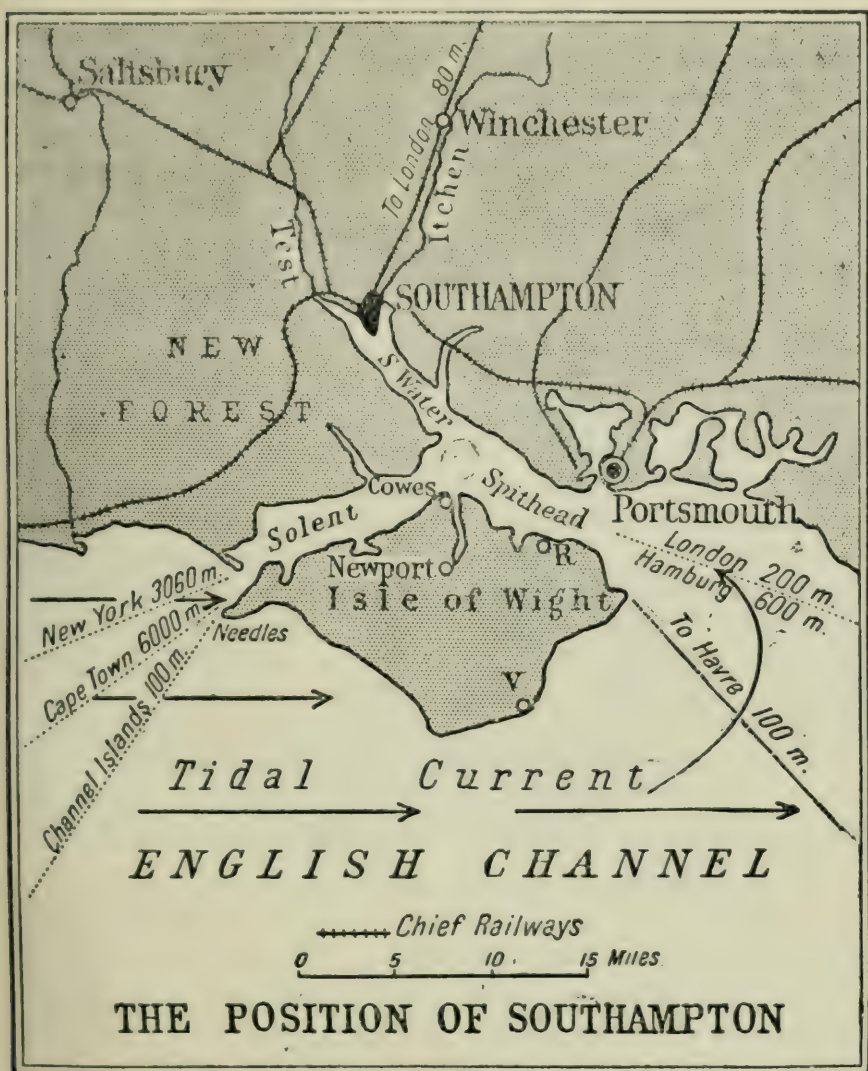 Salisbury
To London 80 m.
Winchester
Itchen
Test
SOUTHAMPTON
NEW
FOREST
S Water
Cowes
Spithead
Solent
Portsmouth
Newport
R
Isle of Wight
London 200 m.
Hamburg 600 m.
New York 3060 m.
Cape Town 6000 m.
Channel Islands 100 m.
Needles
To Havre 100 m.
V
Tidal Current
ENGLISH CHANNEL
Chief Railways
0 5 10 15 Miles
THE POSITION OF SOUTHAMPTON